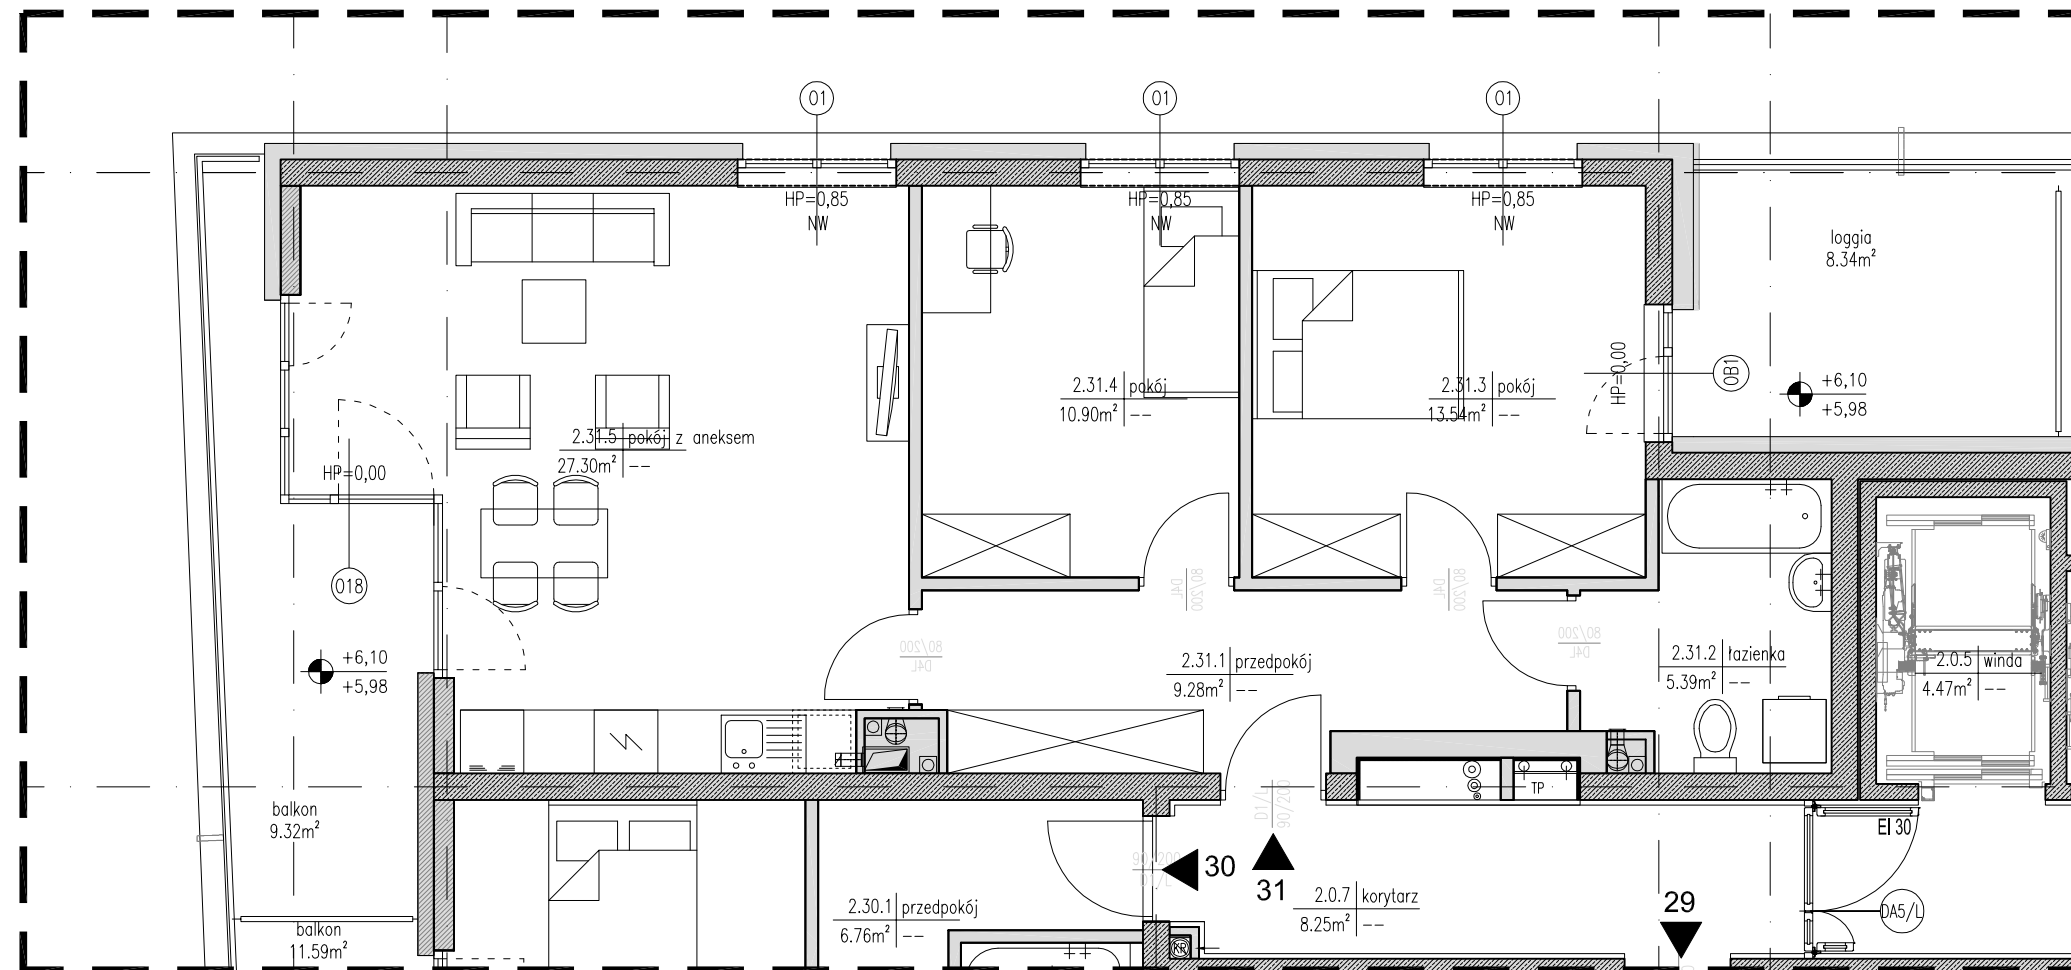 01
01
01
HP=0,85
NW
HP=0,85
NW
HP=0,85
NW
loggia
8.34m²
HP=0,00
OB1
+6,10
+5,98
2.31.4 pokój
10.90m² --
2.31.3 pokój
13.54m² --
2.31.5 pokój z aneksem
27.30m² --
HP=0,00
018
80/200
D4L
80/200
D4L
80/200
D4L
80/200
D4L
+6,10
+5,98
2.31.1 przedpokój
9.28m² --
2.31.2 łazienka
5.39m² --
2.0.5 winda
4.47m² --
TP
D1/L
90/200
balkon
9.32m²
EI 30
90/200
30
31
2.30.1 przedpokój
6.76m² --
2.0.7 korytarz
8.25m² --
29
DA5/L
balkon
11.59m²
KR